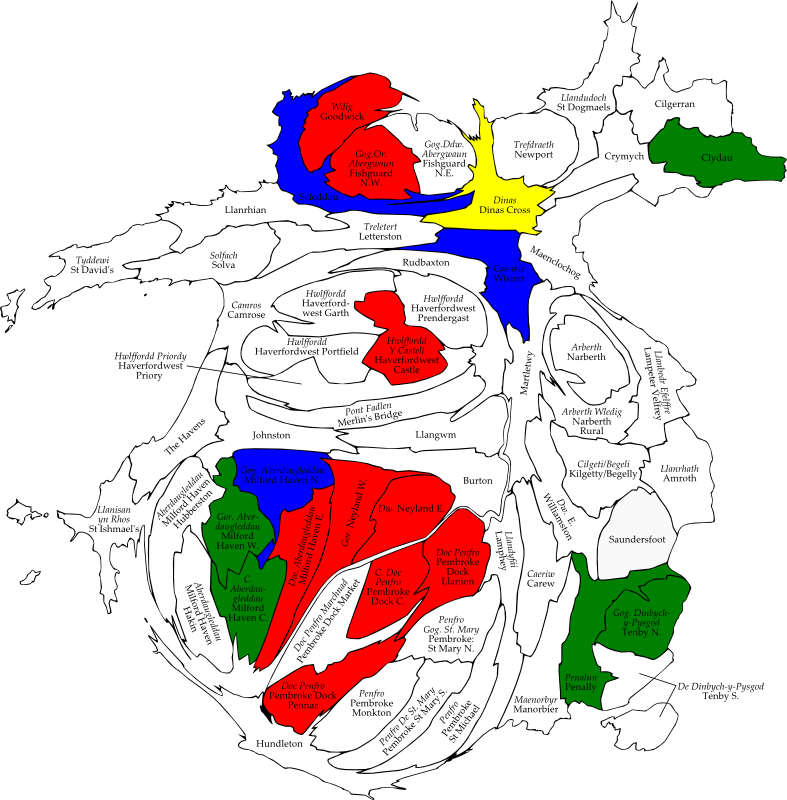 Llandudoch
St Dogmaels
Cilgerran
Wdig
Goodwick
Gog.Ddw.
Abergwaun
Fishguard
N.E.
Trefdraeth
Newport
Crymych
Clydau
Gog.Or.
Abergwaun
Fishguard
N.W.
Scleddau
Dinas
Dinas Cross
Llanrhian
Treletert
Letterston
Tyddewi
St David's
Solfach
Solva
Rudbaxton
Wiston
Maenclochog
Camros
Camrose
Hwlffordd
Haverford-
west Garth
Hwlffordd
Haverfordwest
Prendergast
Hwlffordd
Haverfordwest Portfield
Hwlffordd
Y Castell
Haverfordwest
Castle
Hwlffordd Priordy
Haverfordwest
Priory
Martletwy
Arberth
Narberth
Llanbedr Efelffre
Lampeter Velfrey
Arberth Wledig
Narberth
Rural
Pont Fadlen
Merlin's Bridge
The Havens
Johnston
Llangwm
Cilgeti/Begeli
Kilgetty/Begelly
Llanrhath
Amroth
Gog. Aberdaugleddau
Milford Haven N.
Burton
Aberdaugleddau
Milford Haven
Hubberston
Llanisan
yn Rhos
St Ishmael's
Gor. Aber-
daugleddau
Milford
Haven W.
Dw. Aberdaugleddau
Milford Haven E.
Gor. Neyland W.
Dw. Neyland E.
Dw. E.
Williamston
Saundersfoot
Llandyfái
Lamphey
Doc Penfro
Pembroke
Dock
Llanion
C. Doc
Penfro
Pembroke
Dock C.
Caeriw
Carew
Aberdaugleddau
Milford Haven
Hakin
C.
Aberdau-
gleddau
Milford
Haven C.
Doc Penfro Marchnad
Pembroke Dock Market
Penfro
Gog. St. Mary
Pembroke:
St Mary N.
Gog. Dinbych-
y-Pysgod
Tenby N.
Penalun
Penally
De Dinbych-y-Pysgod
Tenby S.
Doc Penfro
Pembroke Dock
Pennar
Penfro
Pembroke
Monkton
Penfro De St. Mary
Pembroke St Mary S.
Penfro
Pembroke
St Michael
Maenorbyr
Manorbier
Hundleton